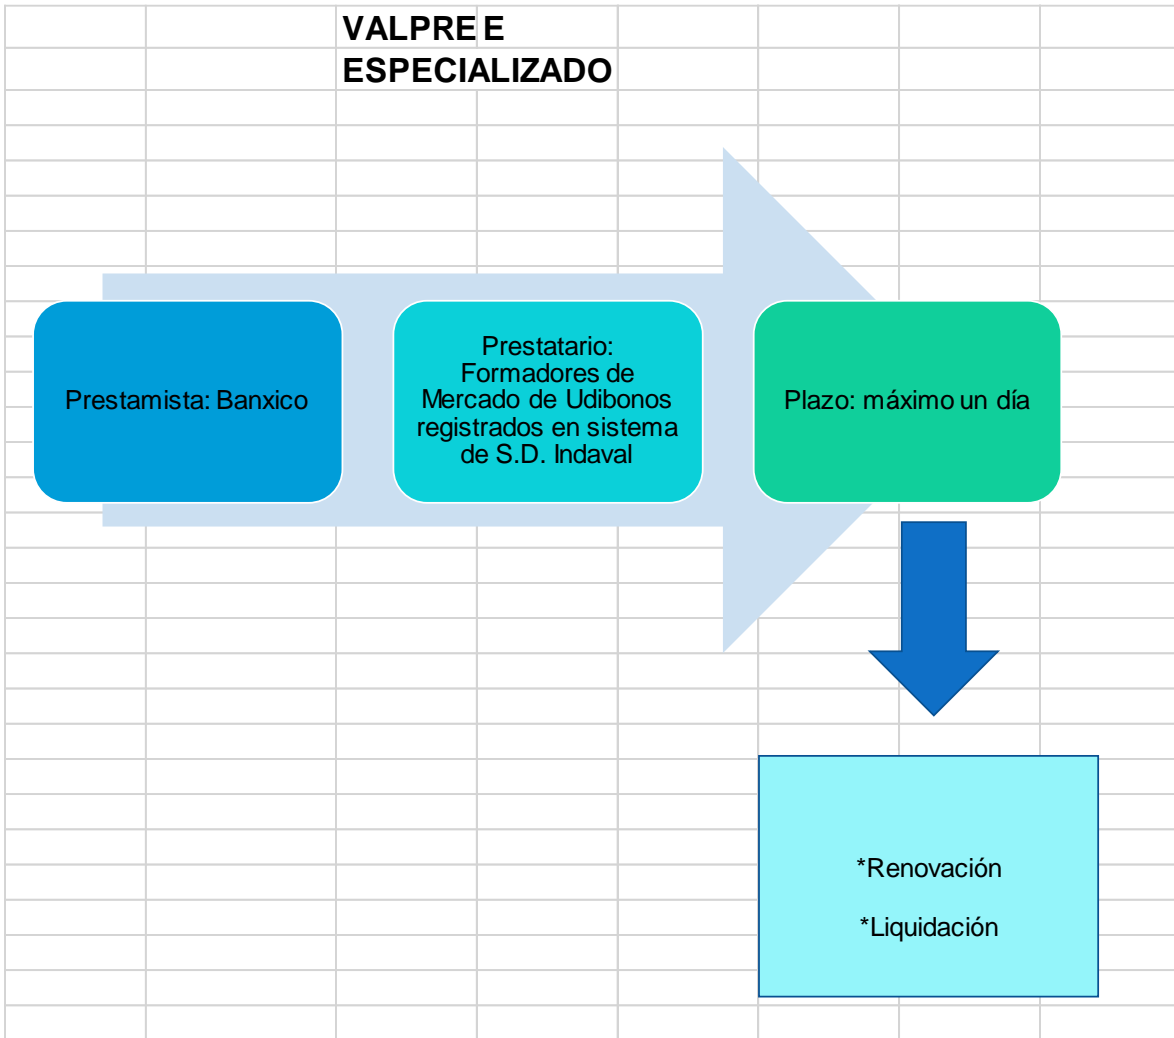 VALPRE E
ESPECIALIZADO
Prestamista: Banxico
Prestatario:
Formadores de
Mercado de Udibonos
registrados en sistema
de S.D. Indaval
Plazo: máximo un día
*Renovación
*Liquidación